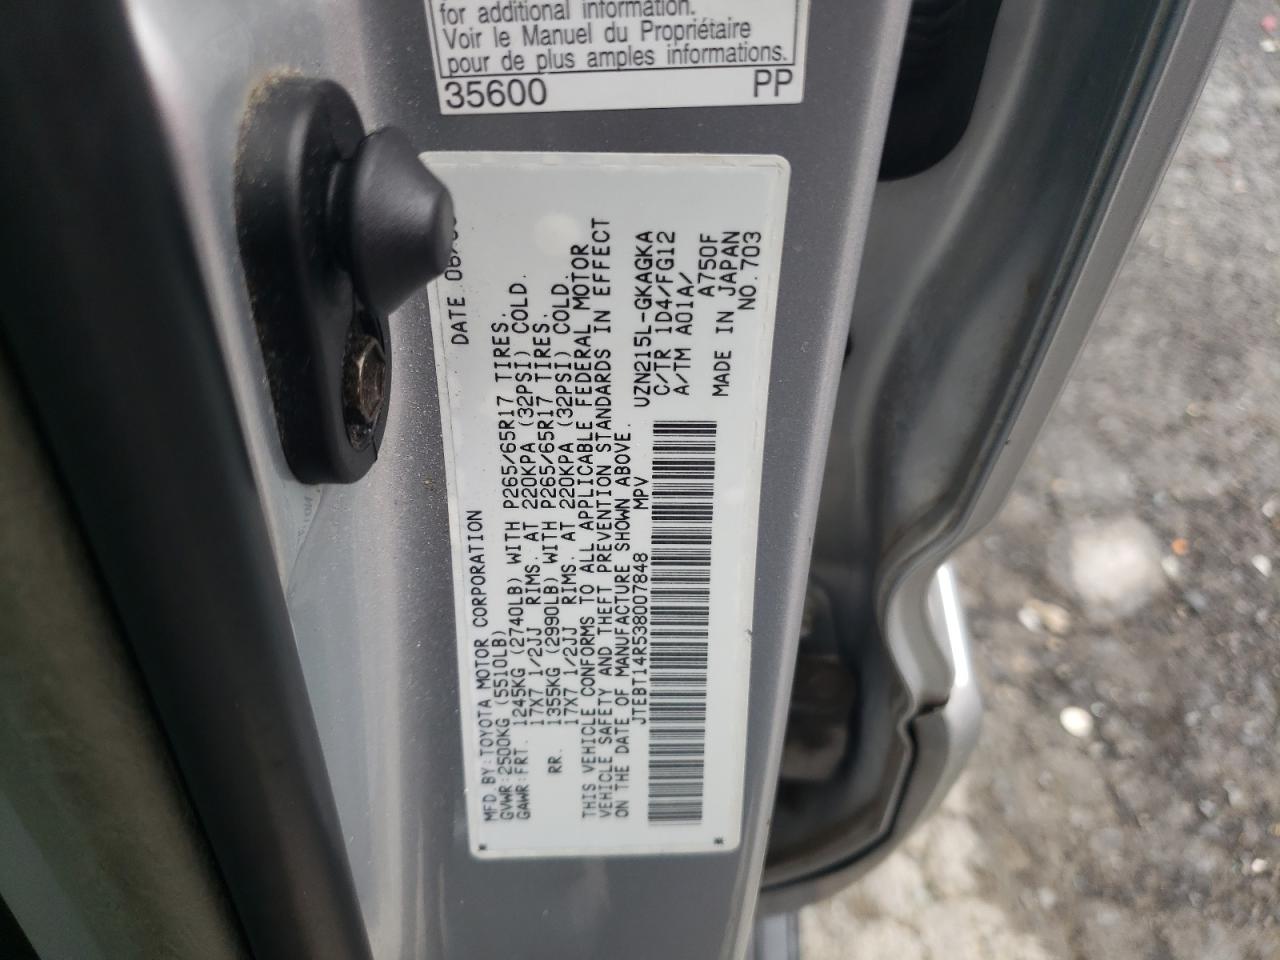 for additional information.
Voir le Manuel du Propriétaire
pour de plus amples informations.
35600 PP
MFD.BY:TOYOTA MOTOR CORPORATION DATE
GVWR:2500KG(5510LB)
GAWR:FRT. 1245KG(2740LB)WITH P265/65R17 TIRES.
17X7 1/2JJ RIMS. AT 220KPA(32PSI)COLD.
RR. 1355KG(2990LB)WITH P265/65R17 TIRES.
17X7 1/2JJ RIMS. AT 220KPA(32PSI)COLD.
THIS VEHICLE CONFORMS TO ALL APPLICABLE FEDERAL MOTOR
VEHICLE SAFETY AND THEFT PREVENTION STANDARDS IN EFFECT
ON THE DATE OF MANUFACTURE SHOWN ABOVE.
JTEBT14R538007848 MPV UZN215L-GKAGKA
C/TR 1D4/FG12
A/TM A01A/
A750F
MADE IN JAPAN
NO.703